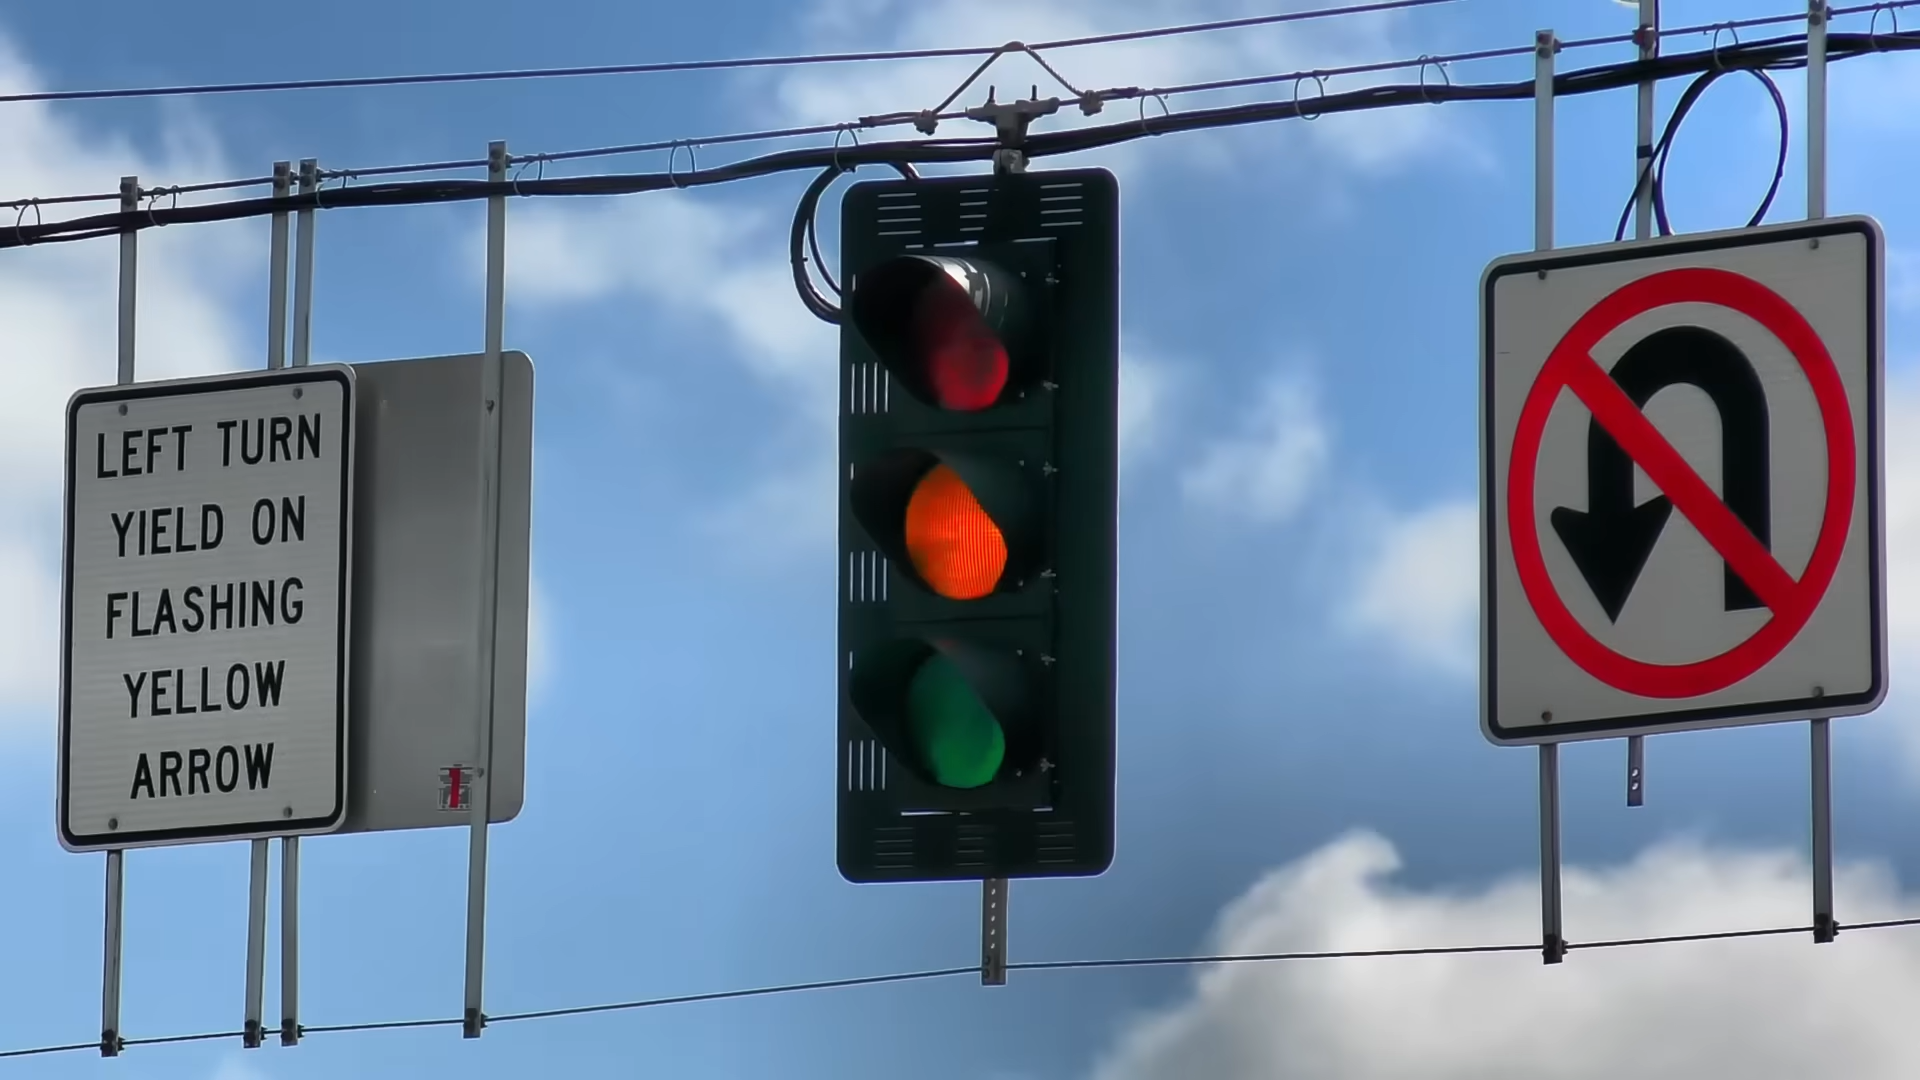 LEFT TURN
YIELD ON
FLASHING
YELLOW
ARROW